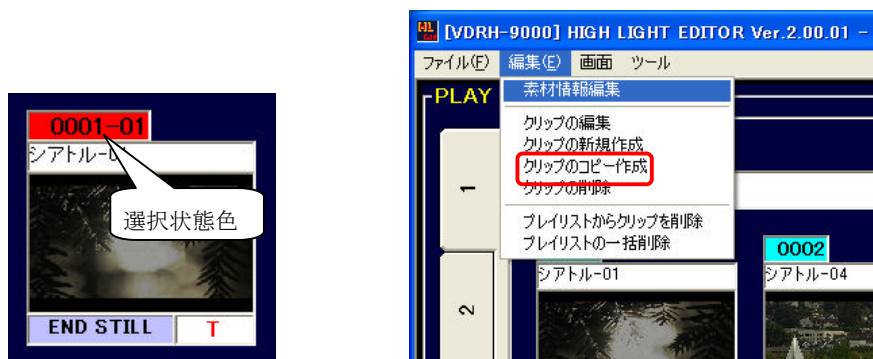 0001-01
シアトル-0
選択状態色
END STILL
T
[VDRH-9000] HIGH LIGHT EDITOR Ver.2.00.01 -
ファイル(F) 編集(E) 画面 ツール
PLAY
素材情報編集
クリップの編集
クリップの新規作成
クリップのコピー作成
クリップの削除
プレイリストからクリップを削除
プレイリストの一括削除
1
0002
シアトル-01
シアトル-04
2